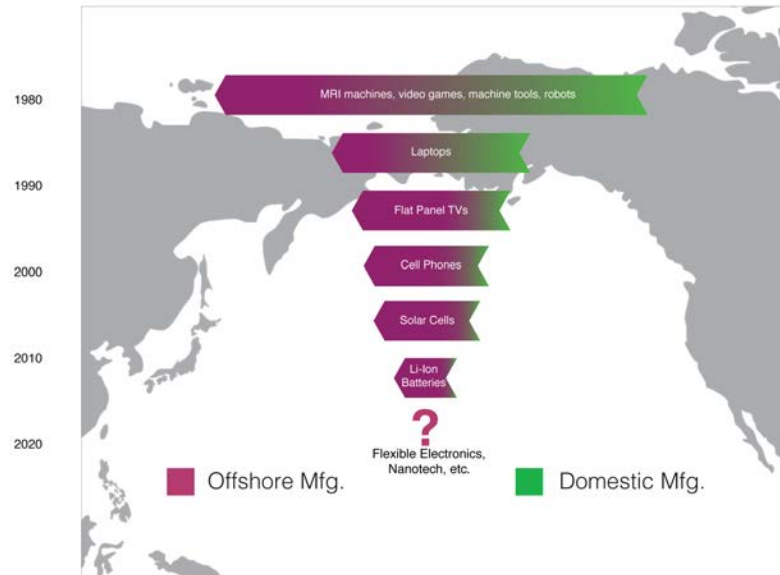 1980
MRI machines, video games, machine tools, robots
Laptops
1990
Flat Panel TVs
2000
Cell Phones
Solar Cells
2010
Li-Ion
Batteries
?
2020
Flexible Electronics,
Nanotech, etc.
Offshore Mfg.
Domestic Mfg.